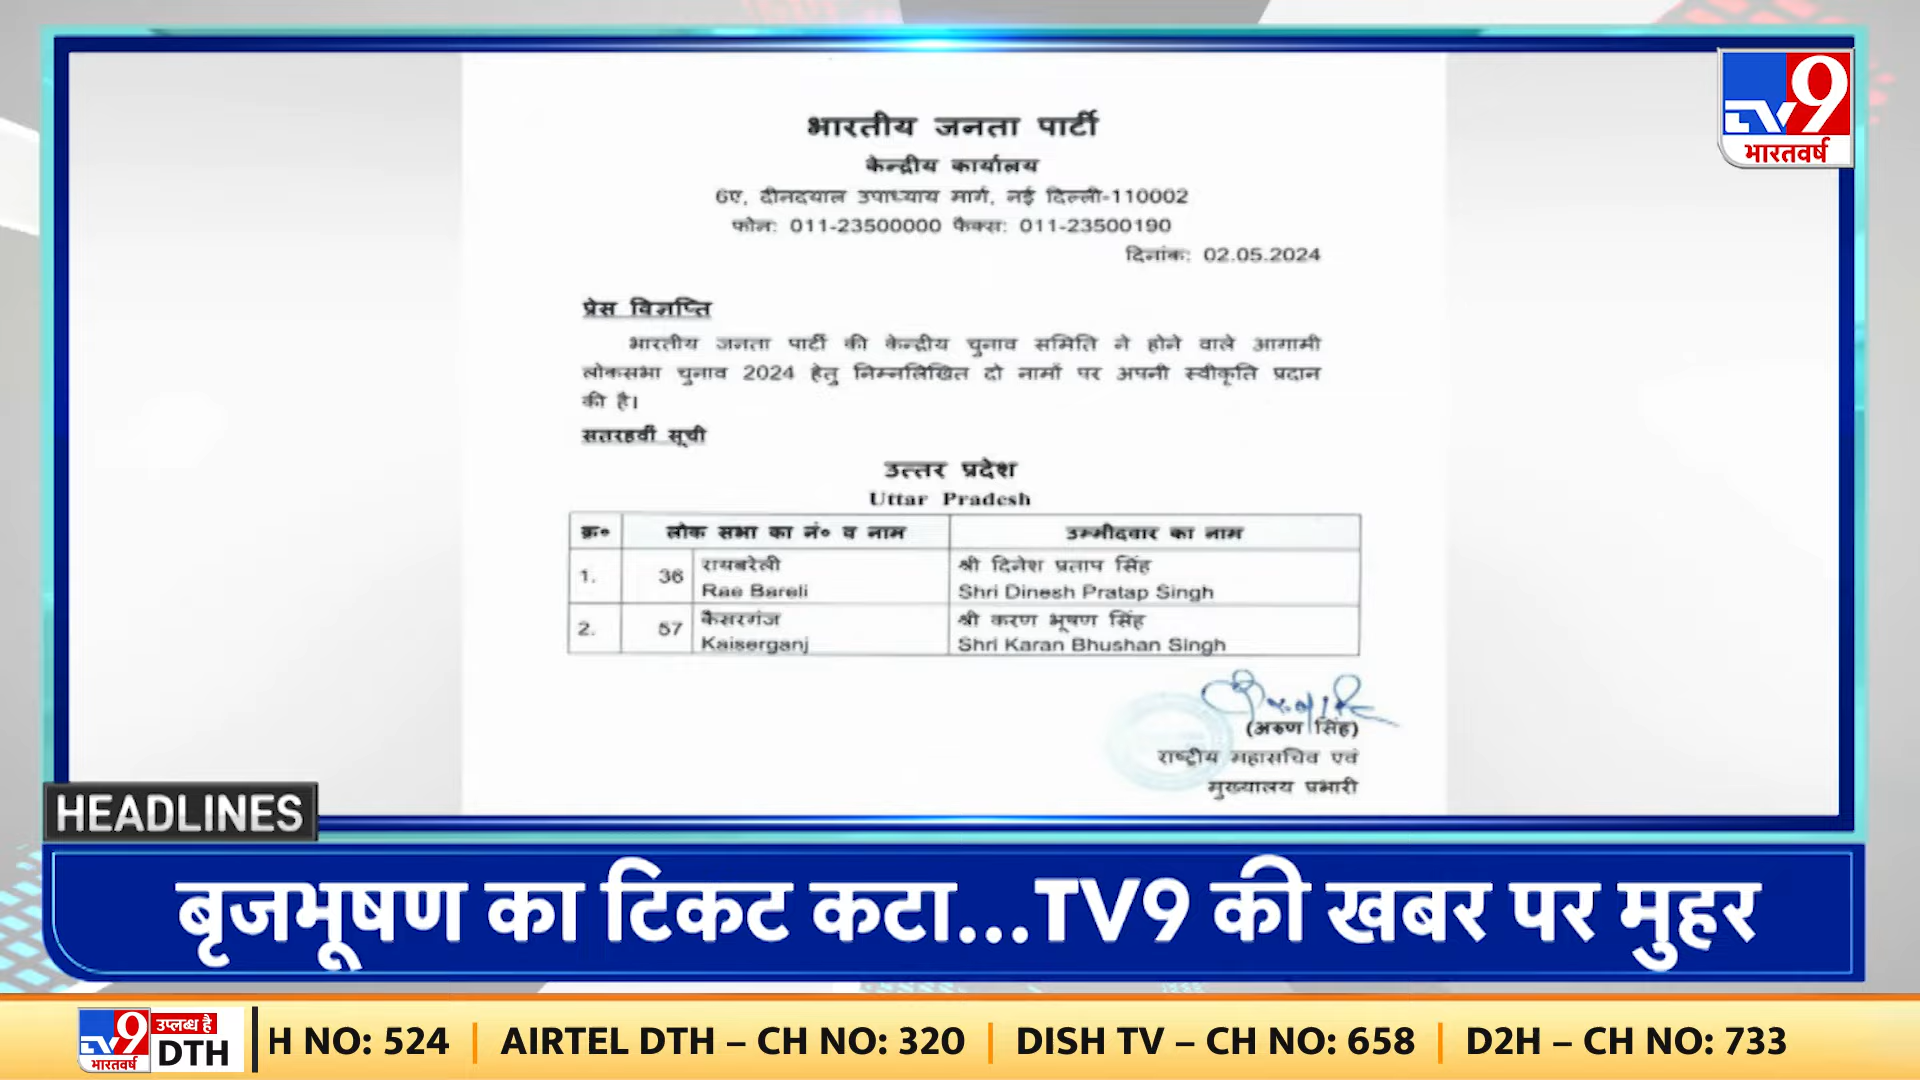 TV9
भारतवर्ष
भारतीय जनता पार्टी
केन्द्रीय कार्यालय
6ए, दीनदयाल उपाध्याय मार्ग, नई दिल्ली-110002
फोन: 011-23500000 फैक्स: 011-23500190
दिनांक: 02.05.2024
प्रेस विज्ञप्ति
भारतीय जनता पार्टी की केन्द्रीय चुनाव समिति ने होने वाले आगामी
लोकसभा चुनाव 2024 हेतु निम्नलिखित दो नामों पर अपनी स्वीकृति प्रदान
की है।
सतरहवीं सूची
उत्तर प्रदेश
Uttar Pradesh
क्र० लोक सभा का नं० व नाम उम्मीदवार का नाम
1. 36 रायबरेली श्री दिनेश प्रताप सिंह
Rae Bareli Shri Dinesh Pratap Singh
2. 57 कैसरगंज श्री करण भूषण सिंह
Kaiserganj Shri Karan Bhushan Singh
(अरुण सिंह)
राष्ट्रीय महासचिव एवं
मुख्यालय प्रभारी
HEADLINES
बृजभूषण का टिकट कटा...TV9 की खबर पर मुहर
TV9 भारतवर्ष उपलब्ध है DTH
H NO: 524 | AIRTEL DTH – CH NO: 320 | DISH TV – CH NO: 658 | D2H – CH NO: 733